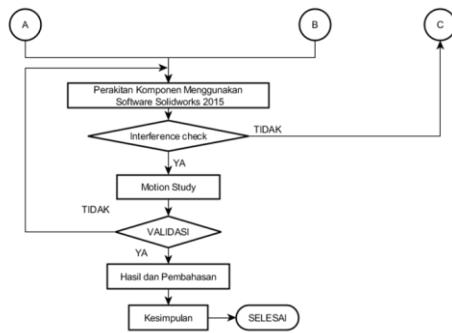 A
B
C
Perakitan Komponen Menggunakan
Software Solidworks 2015
Interference check
TIDAK
YA
Motion Study
TIDAK
VALIDASI
YA
Hasil dan Pembahasan
Kesimpulan
SELESAI